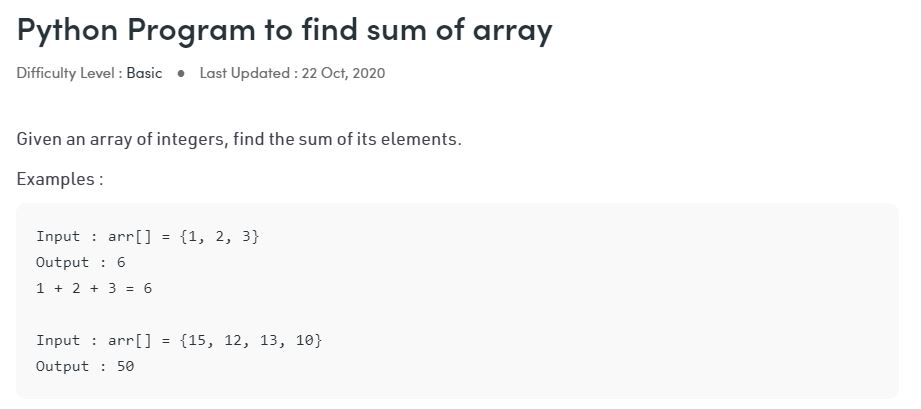 Python Program to find sum of array
Difficulty Level : Basic ● Last Updated : 22 Oct, 2020
Given an array of integers, find the sum of its elements.
Examples :
Input : arr[] = {1, 2, 3}
Output : 6
1 + 2 + 3 = 6
Input : arr[] = {15, 12, 13, 10}
Output : 50